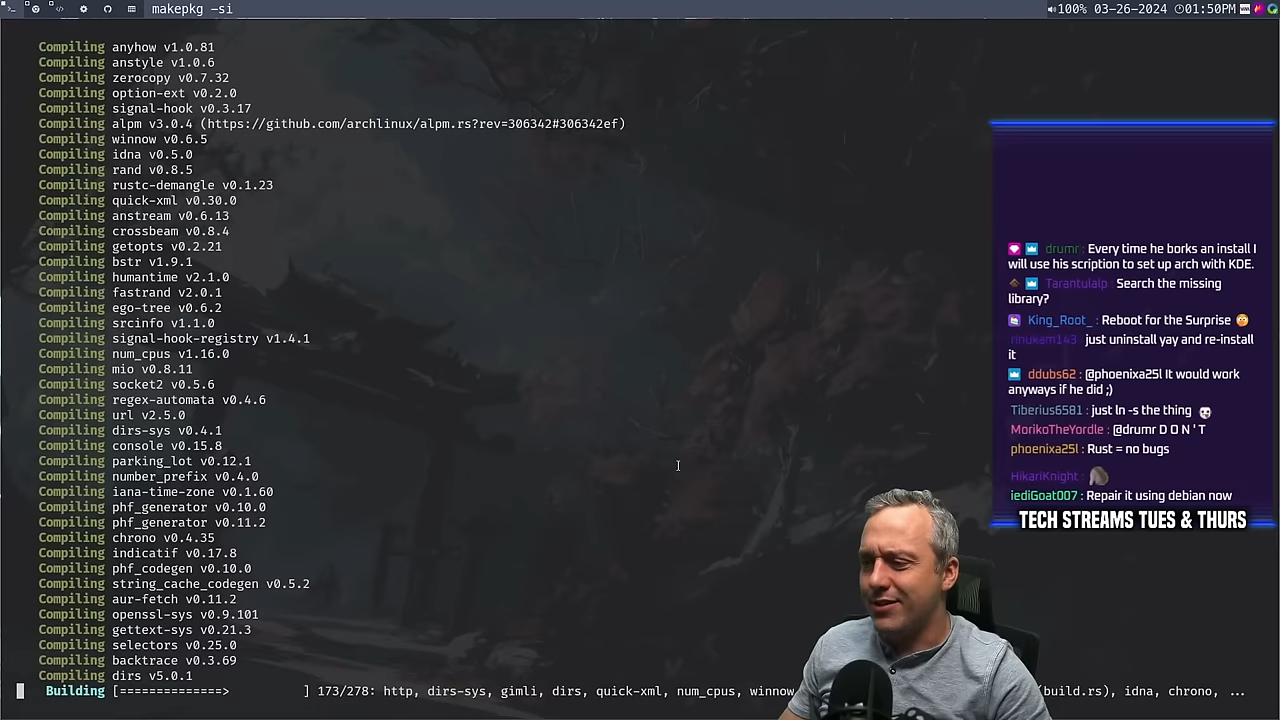 makepkg -si
100% 03-26-2024 01:50PM
Compiling anyhow v1.0.81
Compiling anstyle v1.0.6
Compiling zerocopy v0.7.32
Compiling option-ext v0.2.0
Compiling signal-hook v0.3.17
Compiling alpm v3.0.4 (https://github.com/archlinux/alpm.rs?rev=306342#306342ef)
Compiling winnow v0.6.5
Compiling idna v0.5.0
Compiling rand v0.8.5
Compiling rustc-demangle v0.1.23
Compiling quick-xml v0.30.0
Compiling anstream v0.6.13
Compiling crossbeam v0.8.4
Compiling getopts v0.2.21
Compiling bstr v1.9.1
Compiling humantime v2.1.0
Compiling fastrand v2.0.1
Compiling ego-tree v0.6.2
Compiling srcinfo v1.1.0
Compiling signal-hook-registry v1.4.1
Compiling num_cpus v1.16.0
Compiling mio v0.8.11
Compiling socket2 v0.5.6
Compiling regex-automata v0.4.6
Compiling url v2.5.0
Compiling dirs-sys v0.4.1
Compiling console v0.15.8
Compiling parking_lot v0.12.1
Compiling number_prefix v0.4.0
Compiling iana-time-zone v0.1.60
Compiling phf_generator v0.10.0
Compiling phf_generator v0.11.2
Compiling chrono v0.4.35
Compiling indicatif v0.17.8
Compiling phf_codegen v0.10.0
Compiling string_cache_codegen v0.5.2
Compiling aur-fetch v0.11.2
Compiling openssl-sys v0.9.101
Compiling gettext-sys v0.21.3
Compiling selectors v0.25.0
Compiling backtrace v0.3.69
Compiling dirs v5.0.1
Building [==============> ] 173/278: http, dirs-sys, gimli, dirs, quick-xml, num_cpus, winnow (build.rs), idna, chrono, ...
drumr : Every time he borks an install I
will use his scription to set up arch with KDE.
Tarantulalp : Search the missing
library?
King_Root_ : Reboot for the Surprise
rinukam143 : just uninstall yay and re-install
it
ddubs62 : @phoenixa25l It would work
anyways if he did ;)
Tiberius6581 : just ln -s the thing
MorikoTheYordle : @drumr D O N ' T
phoenixa25l : Rust = no bugs
HikariKnight :
iediGoat007 : Repair it using debian now
TECH STREAMS TUES & THURS